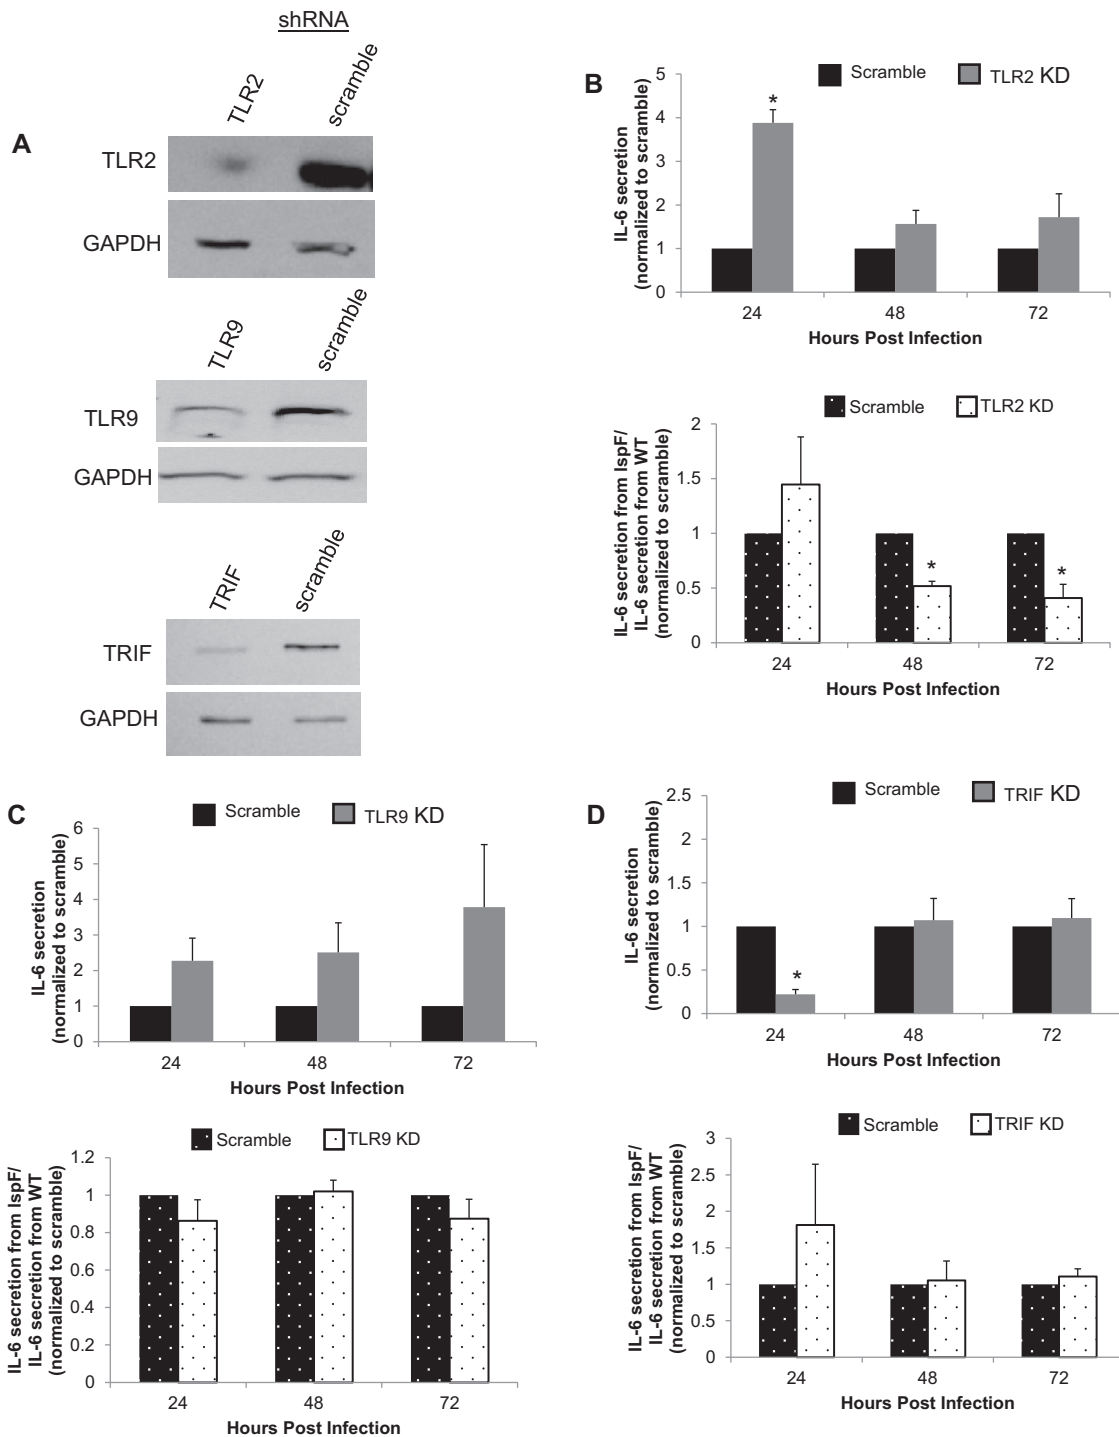 shRNA
A
TLR2
scramble
TLR2
GAPDH
TLR9
scramble
TLR9
GAPDH
TRIF
scramble
TRIF
GAPDH
B
Scramble
TLR2 KD
IL-6 secretion
(normalized to scramble)
5
4
3
2
1
0
*
24
48
72
Hours Post Infection
Scramble
TLR2 KD
IL-6 secretion from lspF/
IL-6 secretion from WT
(normalized to scramble)
2
1.5
1
0.5
0
*
*
24
48
72
Hours Post Infection
C
Scramble
TLR9 KD
IL-6 secretion
(normalized to scramble)
6
5
4
3
2
1
0
24
48
72
Hours Post Infection
Scramble
TLR9 KD
IL-6 secretion from lspF/
IL-6 secretion from WT
(normalized to scramble)
1.2
1
0.8
0.6
0.4
0.2
0
24
48
72
Hours Post Infection
D
Scramble
TRIF KD
IL-6 secretion
(normalized to scramble)
2.5
2
1.5
1
0.5
0
*
24
48
72
Hours Post Infection
Scramble
TRIF KD
IL-6 secretion from lspF/
IL-6 secretion from WT
(normalized to scramble)
3
2.5
2
1.5
1
0.5
0
24
48
72
Hours Post Infection